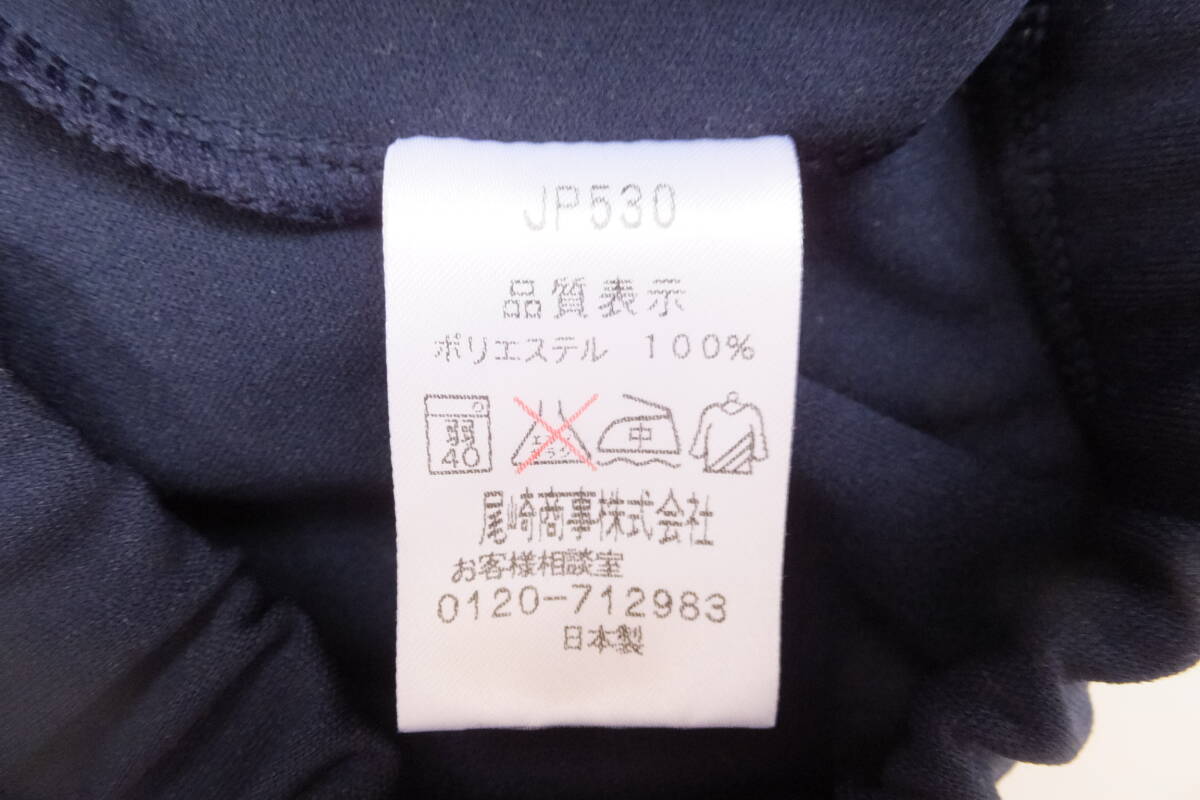 JP530
品質表示
ポリエステル 100%
弱 中
40
尾崎商事株式会社
お客様相談室
0120-712983
日本製